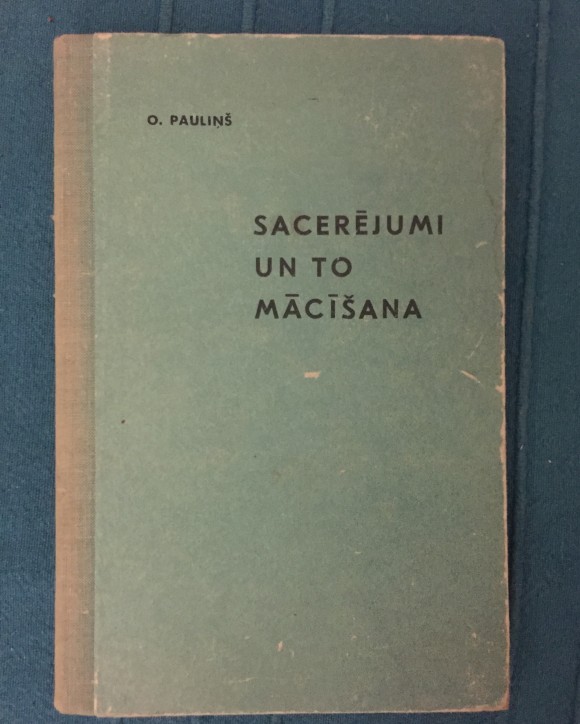 O. PAULIŅŠ
SACERĒJUMI
UN TO
MĀCĪŠANA